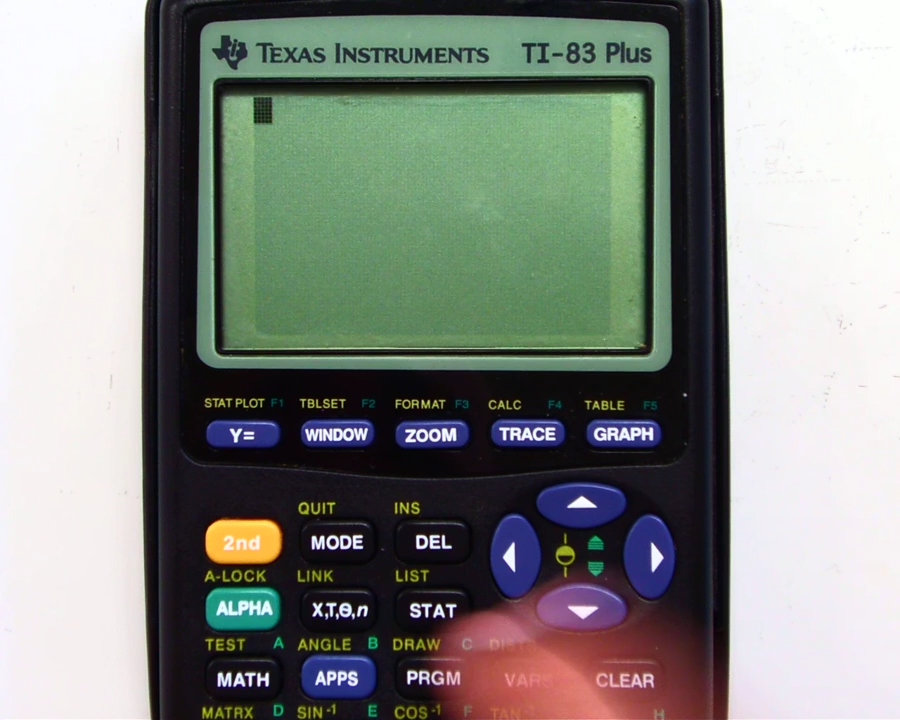 TEXAS INSTRUMENTS TI-83 Plus
STAT PLOT F1 TBLSET F2 FORMAT F3 CALC F4 TABLE F5
Y= WINDOW ZOOM TRACE GRAPH
QUIT INS
2nd MODE DEL
A-LOCK LINK LIST
ALPHA X,T,Θ,n STAT
TEST A ANGLE B DRAW C
MATH APPS PRGM VARS CLEAR
MATRX D SIN-1 E COS-1 F TAN-1 H